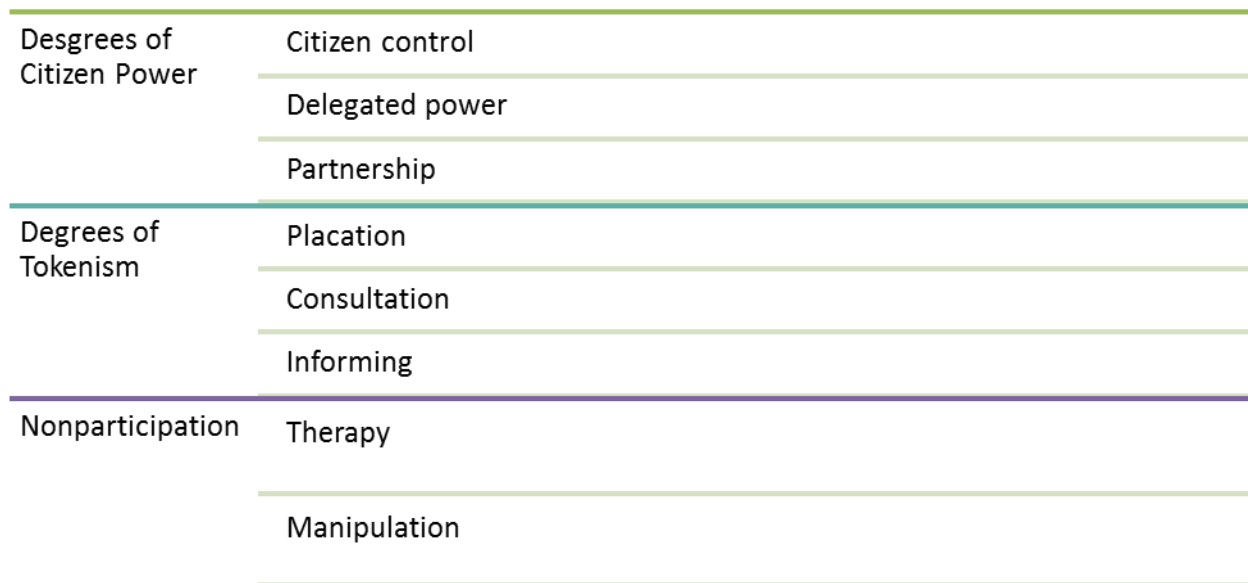 Desgrees of
Citizen Power
Citizen control
Delegated power
Partnership
Degrees of
Tokenism
Placation
Consultation
Informing
Nonparticipation
Therapy
Manipulation